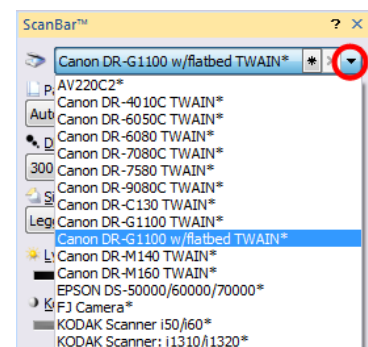 ScanBar™ ? ×
Canon DR-G1100 w/flatbed TWAIN* *
P
AV220C2*
Auto
Canon DR-4010C TWAIN*
Canon DR-6050C TWAIN*
D
Canon DR-6080 TWAIN*
Canon DR-7080C TWAIN*
300
Canon DR-7580 TWAIN*
Canon DR-9080C TWAIN*
Si
Canon DR-C130 TWAIN*
Lege
Canon DR-G1100 TWAIN*
Canon DR-G1100 w/flatbed TWAIN*
Ly
Canon DR-M140 TWAIN*
Canon DR-M160 TWAIN*
EPSON DS-50000/60000/70000*
K
FJ Camera*
KODAK Scanner i50/i60*
KODAK Scanner: i1310/i1320*